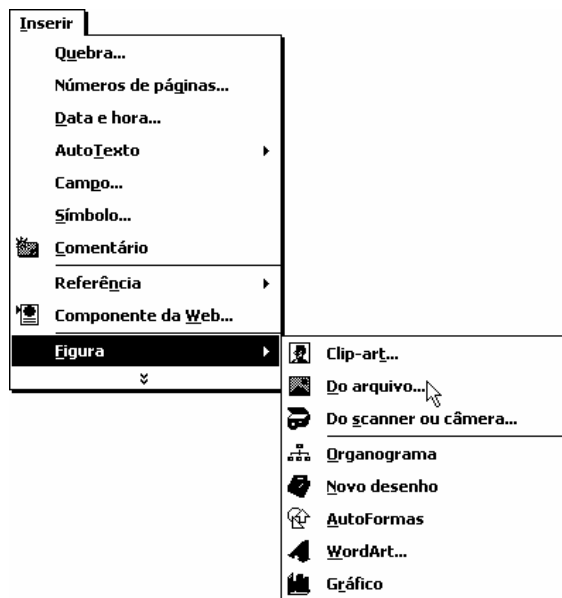 Inserir
Quebra...
Números de páginas...
Data e hora...
AutoTexto
Campo...
Símbolo...
Comentário
Referência
Componente da Web...
Figura
Clip-art...
Do arquivo...
Do scanner ou câmera...
Organograma
Novo desenho
AutoFormas
WordArt...
Gráfico